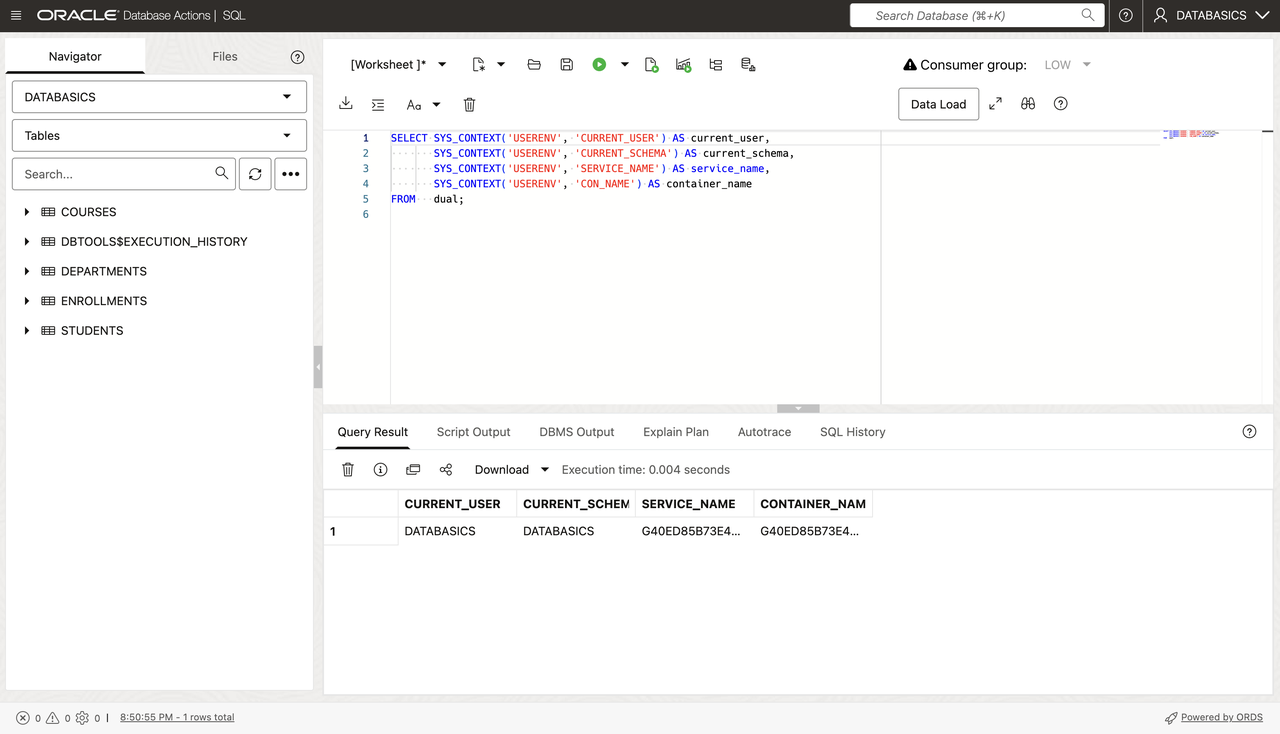 ORACLE Database Actions | SQL
Search Database (⌘+K)
DATABASICS
Navigator
Files
DATABASICS
Tables
Search...
COURSES
DBTOOLS$EXECUTION_HISTORY
DEPARTMENTS
ENROLLMENTS
STUDENTS
[Worksheet ]*
Consumer group: LOW
Aa
Data Load
1 SELECT SYS_CONTEXT('USERENV', 'CURRENT_USER') AS current_user,
2 SYS_CONTEXT('USERENV', 'CURRENT_SCHEMA') AS current_schema,
3 SYS_CONTEXT('USERENV', 'SERVICE_NAME') AS service_name,
4 SYS_CONTEXT('USERENV', 'CON_NAME') AS container_name
5 FROM dual;
6
Query Result Script Output DBMS Output Explain Plan Autotrace SQL History
Download Execution time: 0.004 seconds
CURRENT_USER CURRENT_SCHEM SERVICE_NAME CONTAINER_NAM
1 DATABASICS DATABASICS G40ED85B73E4... G40ED85B73E4...
0 0 0 | 8:50:55 PM - 1 rows total
Powered by ORDS